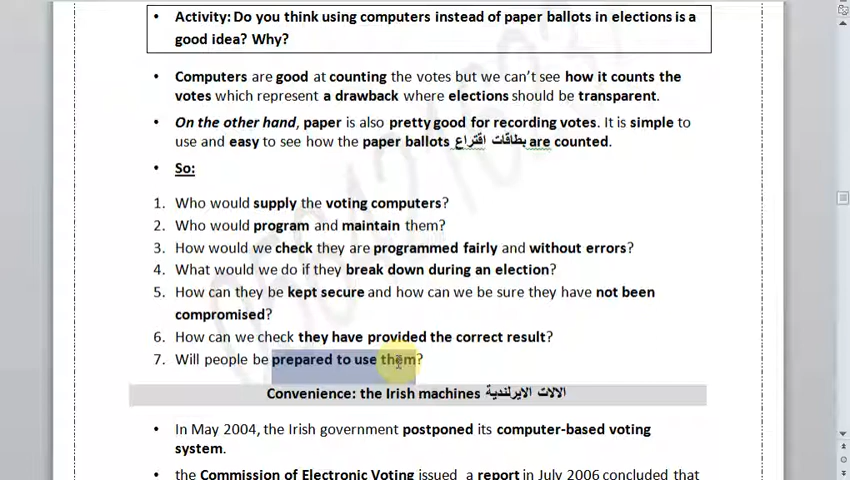 • Activity: Do you think using computers instead of paper ballots in elections is a
good idea? Why?
• Computers are good at counting the votes but we can't see how it counts the
votes which represent a drawback where elections should be transparent.
• On the other hand, paper is also pretty good for recording votes. It is simple to
use and easy to see how the paper ballots بطاقات اقتراع are counted.
• So:
1. Who would supply the voting computers?
2. Who would program and maintain them?
3. How would we check they are programmed fairly and without errors?
4. What would we do if they break down during an election?
5. How can they be kept secure and how can we be sure they have not been
compromised?
6. How can we check they have provided the correct result?
7. Will people be prepared to use them?
Convenience: the Irish machines الالات الايرلندية
• In May 2004, the Irish government postponed its computer-based voting
system.
• the Commission of Electronic Voting issued a report in July 2006 concluded that